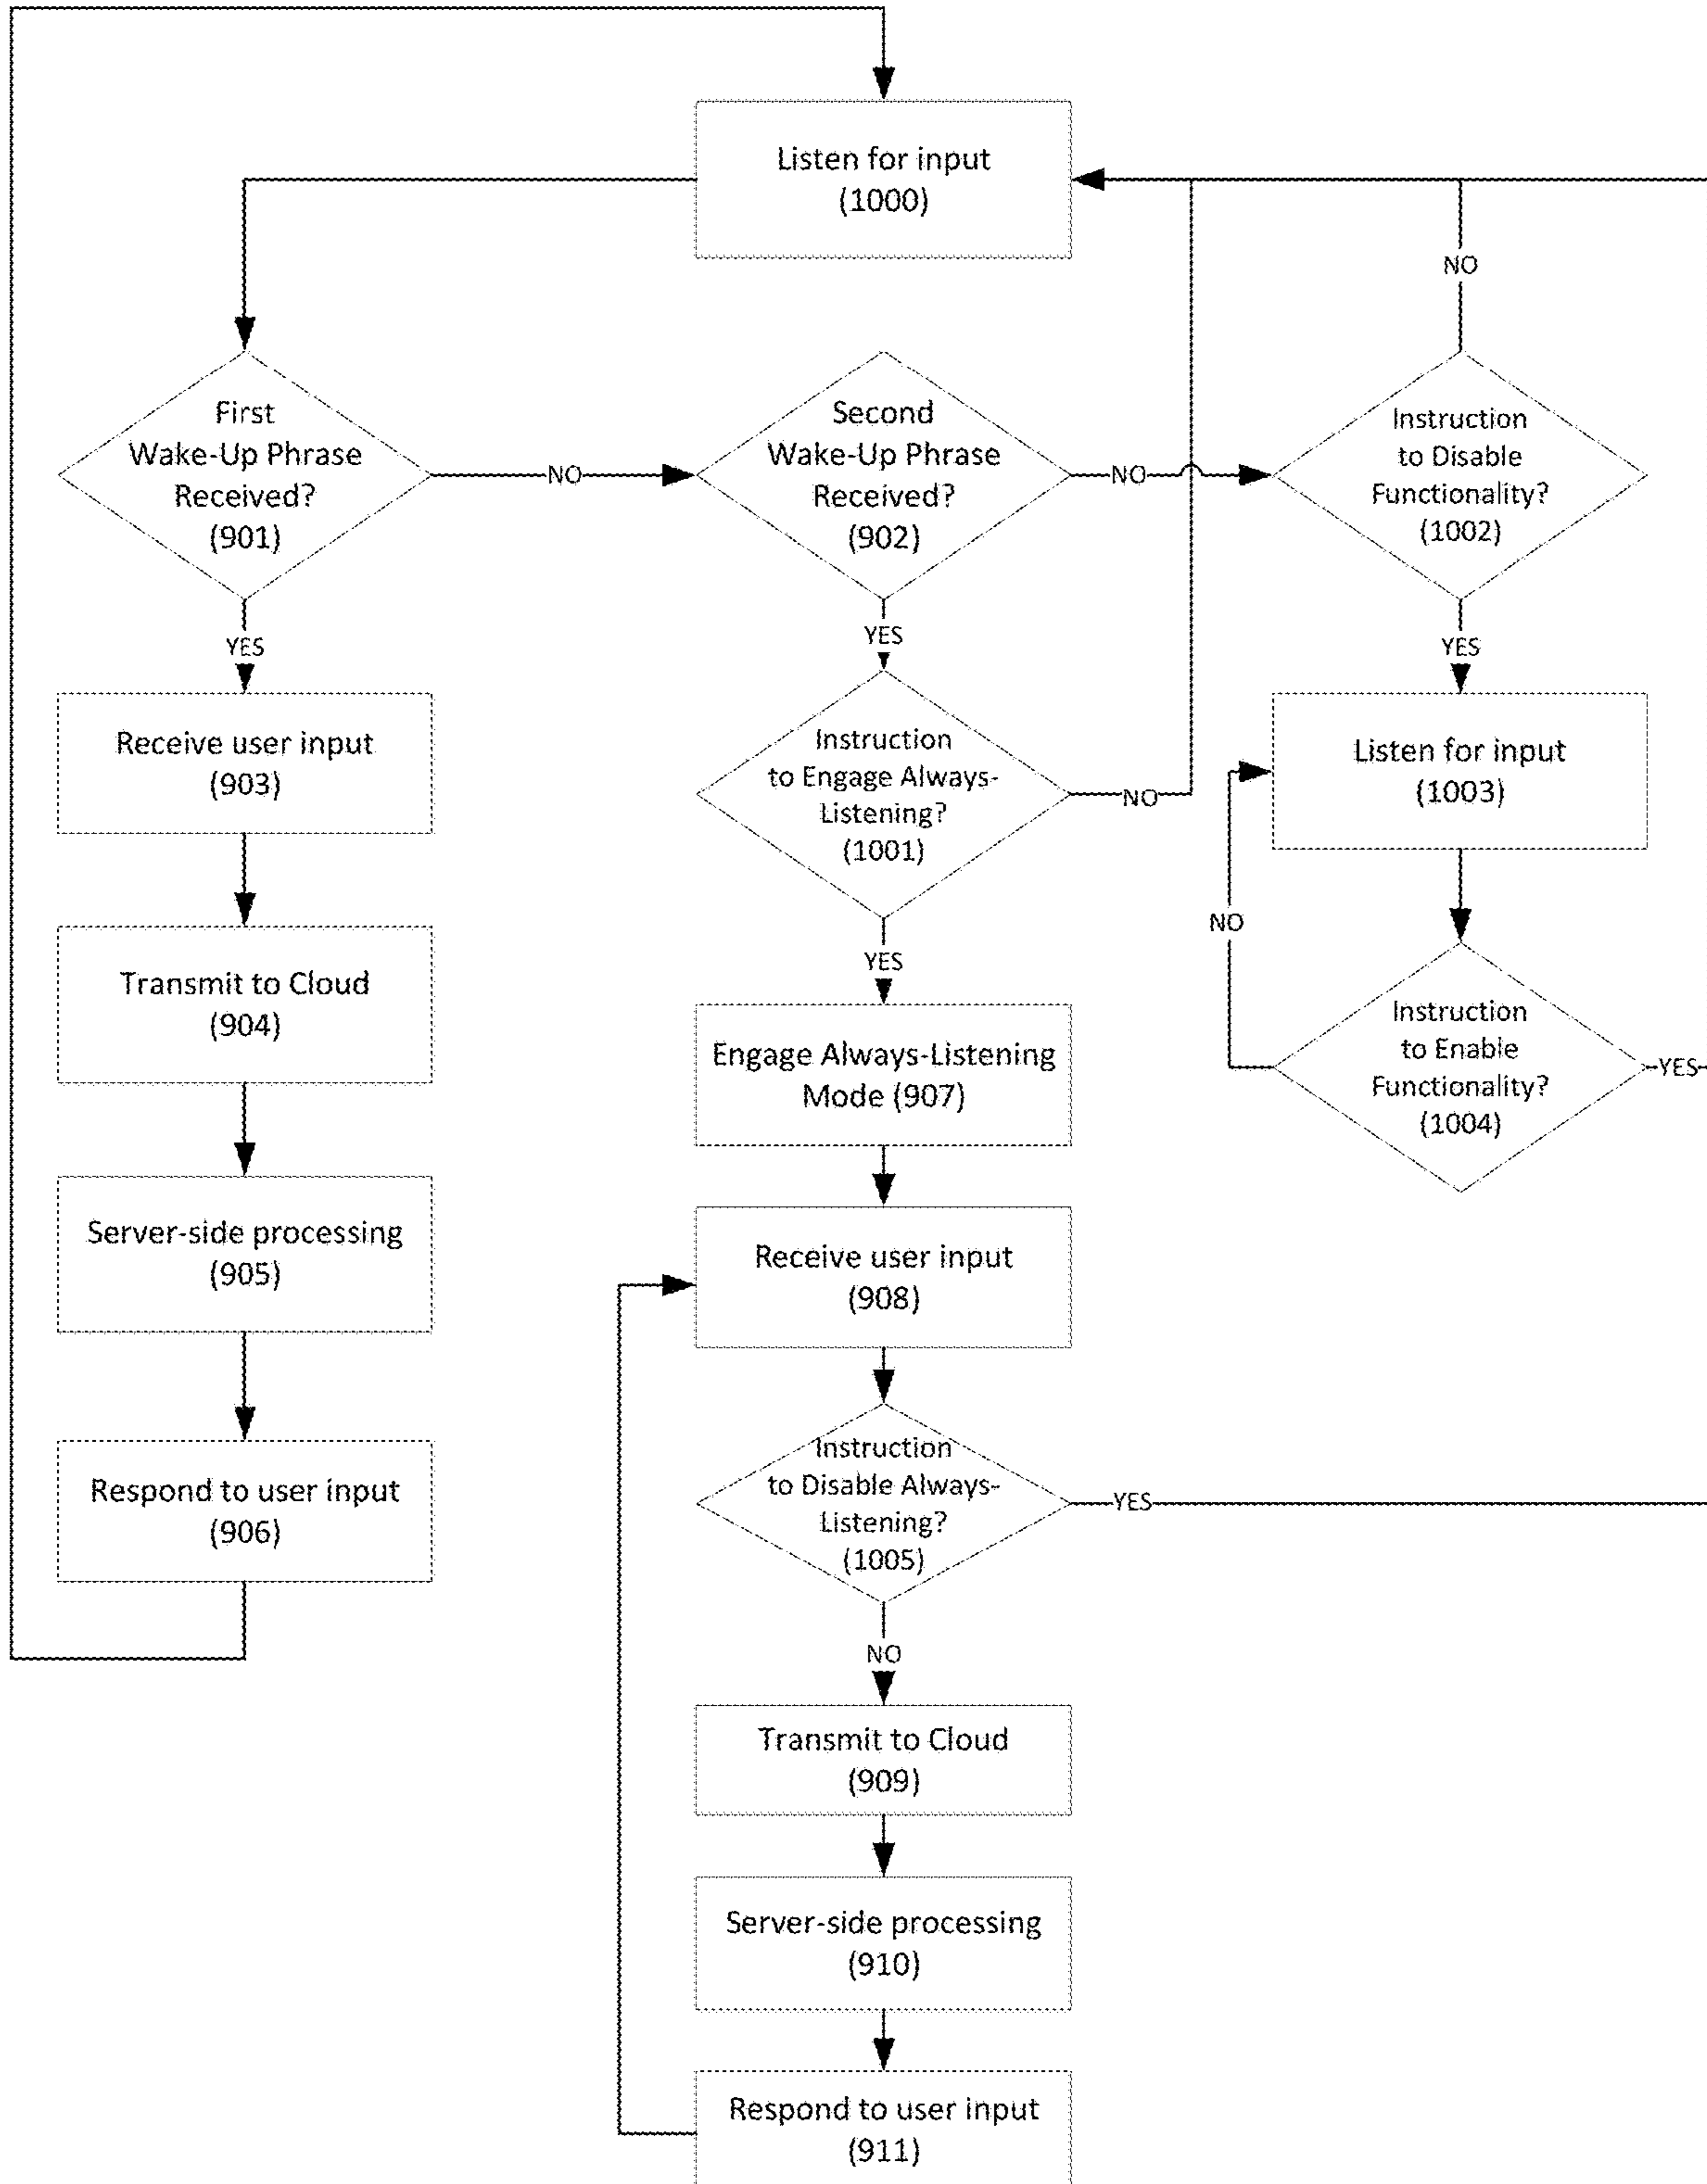 Listen for input
(1000)
NO
First
Wake-Up Phrase
Received?
(901)
NO
Second
Wake-Up Phrase
Received?
(902)
NO
Instruction
to Disable
Functionality?
(1002)
YES
YES
YES
Receive user input
(903)
Instruction
to Engage Always-
Listening?
(1001)
NO
Listen for input
(1003)
NO
Transmit to Cloud
(904)
YES
Engage Always-Listening
Mode (907)
Instruction
to Enable
Functionality?
(1004)
YES
Server-side processing
(905)
Receive user input
(908)
Respond to user input
(906)
Instruction
to Disable Always-
Listening?
(1005)
YES
NO
Transmit to Cloud
(909)
Server-side processing
(910)
Respond to user input
(911)